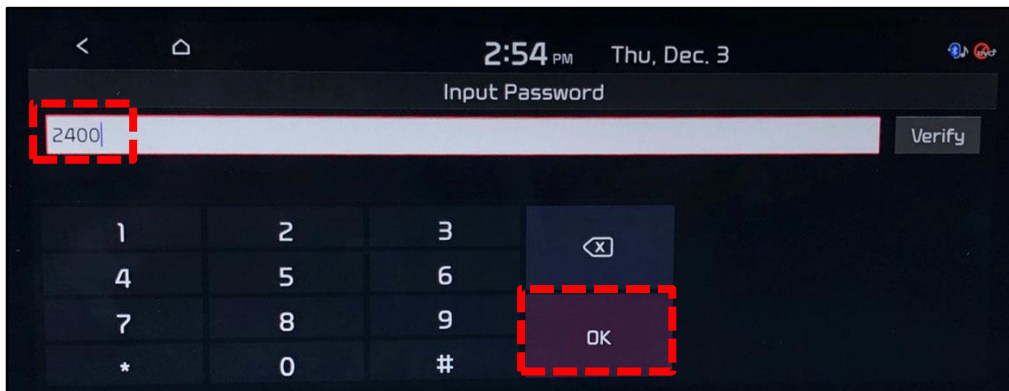 2:54 PM Thu, Dec. 3
Input Password
2400
Verify
1 2 3
4 5 6
7 8 9
OK
* 0 #